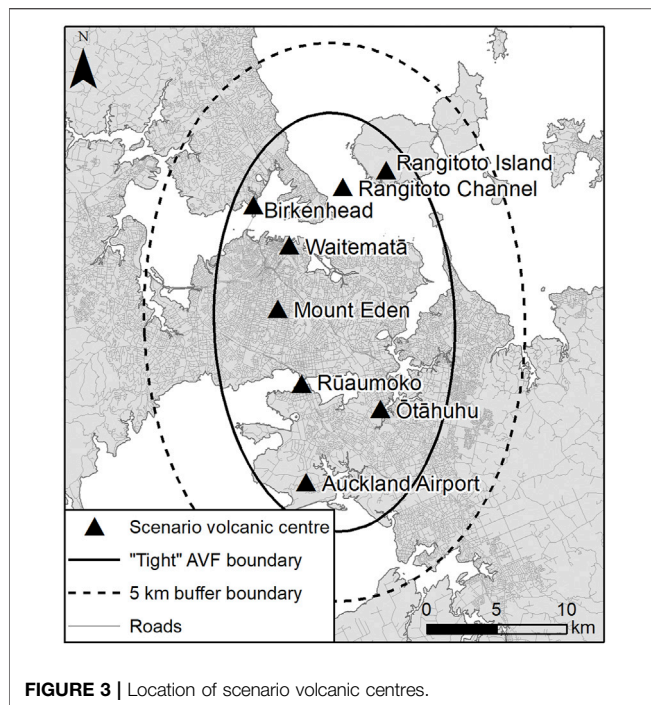 N
Rangitoto Island
Rangitoto Channel
Birkenhead
Waitematā
Mount Eden
Rūaumoko
Ōtāhuhu
Auckland Airport
Scenario volcanic centre
"Tight" AVF boundary
5 km buffer boundary
Roads
0 5 10
km
FIGURE 3 | Location of scenario volcanic centres.